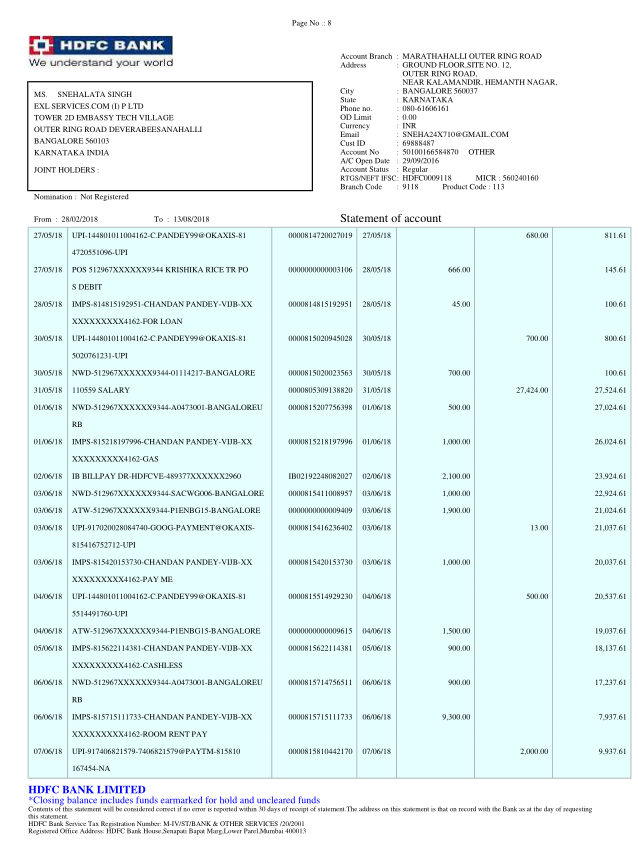 Page No .: 8
HDFC BANK
We understand your world
MS. SNEHALATA SINGH
EXL SERVICES.COM (I) P LTD
TOWER 2D EMBASSY TECH VILLAGE
OUTER RING ROAD DEVERABEESANAHALLI
BANGALORE 560103
KARNATAKA INDIA
JOINT HOLDERS :
Nomination : Not Registered
Account Branch : MARATHAHALLI OUTER RING ROAD
Address : GROUND FLOOR,SITE NO. 12,
OUTER RING ROAD,
NEAR KALAMANDIR, HEMANTH NAGAR,
City : BANGALORE 560037
State : KARNATAKA
Phone no. : 080-61606161
OD Limit : 0.00
Currency : INR
Email : SNEHA24X710@GMAIL.COM
Cust ID : 69888487
Account No : 50100166584870 OTHER
A/C Open Date : 29/09/2016
Account Status : Regular
RTGS/NEFT IFSC: HDFC0009118 MICR : 560240160
Branch Code : 9118 Product Code : 113
From : 28/02/2018 To : 13/08/2018 Statement of account
27/05/18 UPI-144801011004162-C.PANDEY99@OKAXIS-81 0000814720027019 27/05/18 680.00 811.61
4720551096-UPI
27/05/18 POS 512967XXXXXX9344 KRISHIKA RICE TR PO 0000000000003106 28/05/18 666.00 145.61
S DEBIT
28/05/18 IMPS-814815192951-CHANDAN PANDEY-VIJB-XX 0000814815192951 28/05/18 45.00 100.61
XXXXXXXXX4162-FOR LOAN
30/05/18 UPI-144801011004162-C.PANDEY99@OKAXIS-81 0000815020945028 30/05/18 700.00 800.61
5020761231-UPI
30/05/18 NWD-512967XXXXXX9344-01114217-BANGALORE 0000815020023563 30/05/18 700.00 100.61
31/05/18 110559 SALARY 0000805309138820 31/05/18 27,424.00 27,524.61
01/06/18 NWD-512967XXXXXX9344-A0473001-BANGALOREU 0000815207756398 01/06/18 500.00 27,024.61
RB
01/06/18 IMPS-815218197996-CHANDAN PANDEY-VIJB-XX 0000815218197996 01/06/18 1,000.00 26,024.61
XXXXXXXXX4162-GAS
02/06/18 IB BILLPAY DR-HDFCVE-489377XXXXXX2960 IB02192248082027 02/06/18 2,100.00 23,924.61
03/06/18 NWD-512967XXXXXX9344-SACWG006-BANGALORE 0000815411008957 03/06/18 1,000.00 22,924.61
03/06/18 ATW-512967XXXXXX9344-P1ENBG15-BANGALORE 0000000000009409 03/06/18 1,900.00 21,024.61
03/06/18 UPI-917020028084740-GOOG-PAYMENT@OKAXIS- 0000815416236402 03/06/18 13.00 21,037.61
815416752712-UPI
03/06/18 IMPS-815420153730-CHANDAN PANDEY-VIJB-XX 0000815420153730 03/06/18 1,000.00 20,037.61
XXXXXXXXX4162-PAY ME
04/06/18 UPI-144801011004162-C.PANDEY99@OKAXIS-81 0000815514929230 04/06/18 500.00 20,537.61
5514491760-UPI
04/06/18 ATW-512967XXXXXX9344-P1ENBG15-BANGALORE 0000000000009615 04/06/18 1,500.00 19,037.61
05/06/18 IMPS-815622114381-CHANDAN PANDEY-VIJB-XX 0000815622114381 05/06/18 900.00 18,137.61
XXXXXXXXX4162-CASHLESS
06/06/18 NWD-512967XXXXXX9344-A0473001-BANGALOREU 0000815714756511 06/06/18 900.00 17,237.61
RB
06/06/18 IMPS-815715111733-CHANDAN PANDEY-VIJB-XX 0000815715111733 06/06/18 9,300.00 7,937.61
XXXXXXXXX4162-ROOM RENT PAY
07/06/18 UPI-917406821579-7406821579@PAYTM-815810 0000815810442170 07/06/18 2,000.00 9,937.61
167454-NA
HDFC BANK LIMITED
*Closing balance includes funds earmarked for hold and uncleared funds
Contents of this statement will be considered correct if no error is reported within 30 days of receipt of statement.The address on this statement is that on record with the Bank as at the day of requesting
this statement.
HDFC Bank Service Tax Registration Number: M-IV/ST/BANK & OTHER SERVICES /20/2001
Registered Office Address: HDFC Bank House,Senapati Bapat Marg,Lower Parel,Mumbai 400013